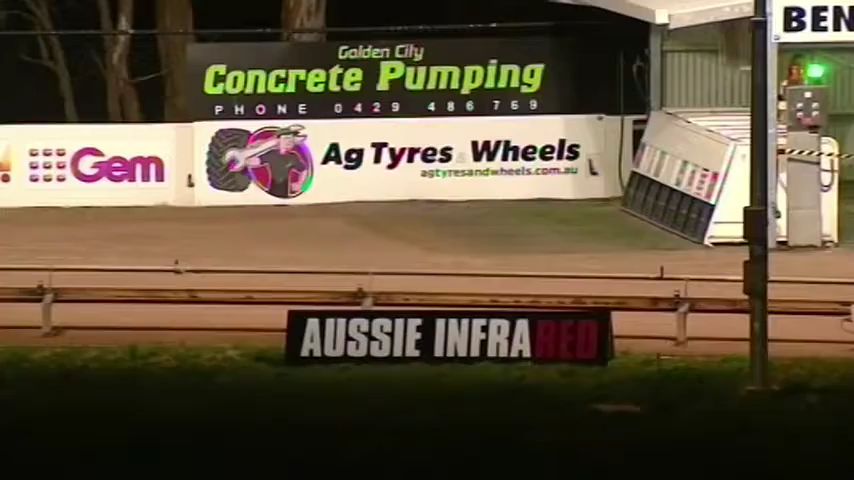 Golden City
Concrete Pumping
PHONE 0429 486 769
BEN
Gem
Ag Tyres & Wheels
agtyresandwheels.com.au
AUSSIE INFRARED